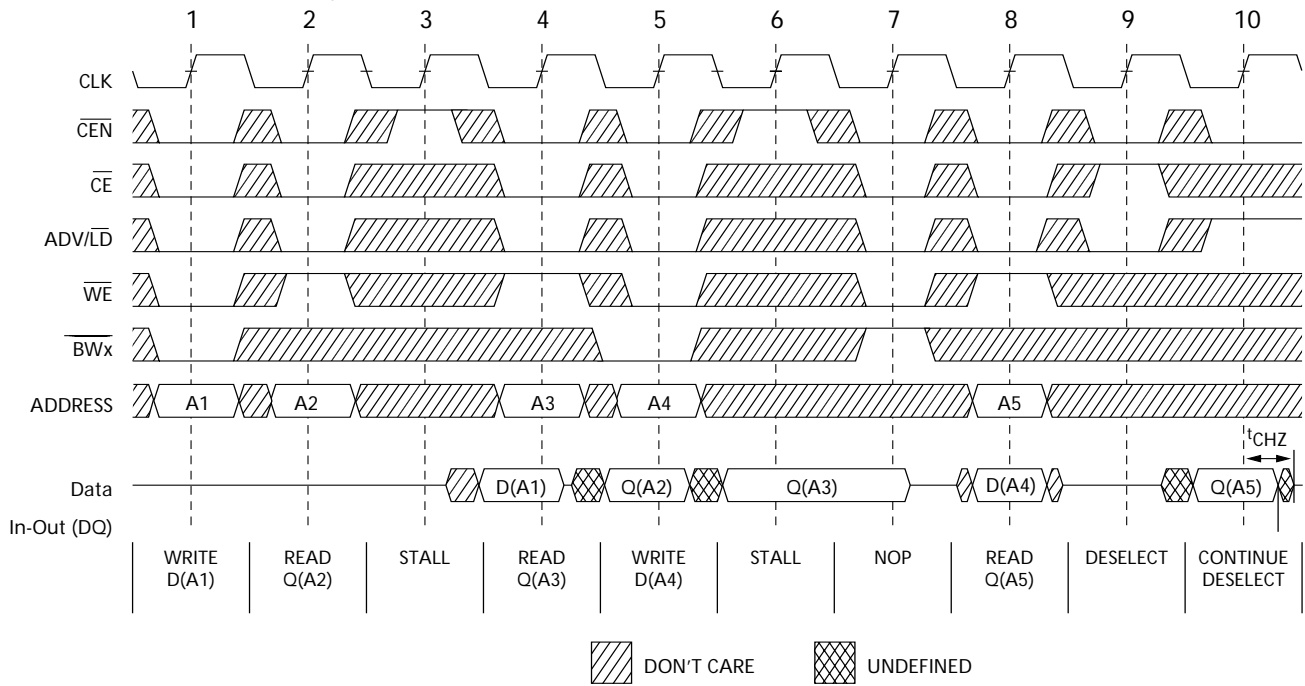 1 2 3 4 5 6 7 8 9 10
CLK
CEN
CE
ADV/LD
WE
BWx
ADDRESS A1 A2 A3 A4 A5
tCHZ
Data D(A1) Q(A2) Q(A3) D(A4) Q(A5)
In-Out (DQ)
WRITE READ STALL READ WRITE STALL NOP READ DESELECT CONTINUE
D(A1) Q(A2) Q(A3) D(A4) Q(A5) DESELECT
DON'T CARE UNDEFINED